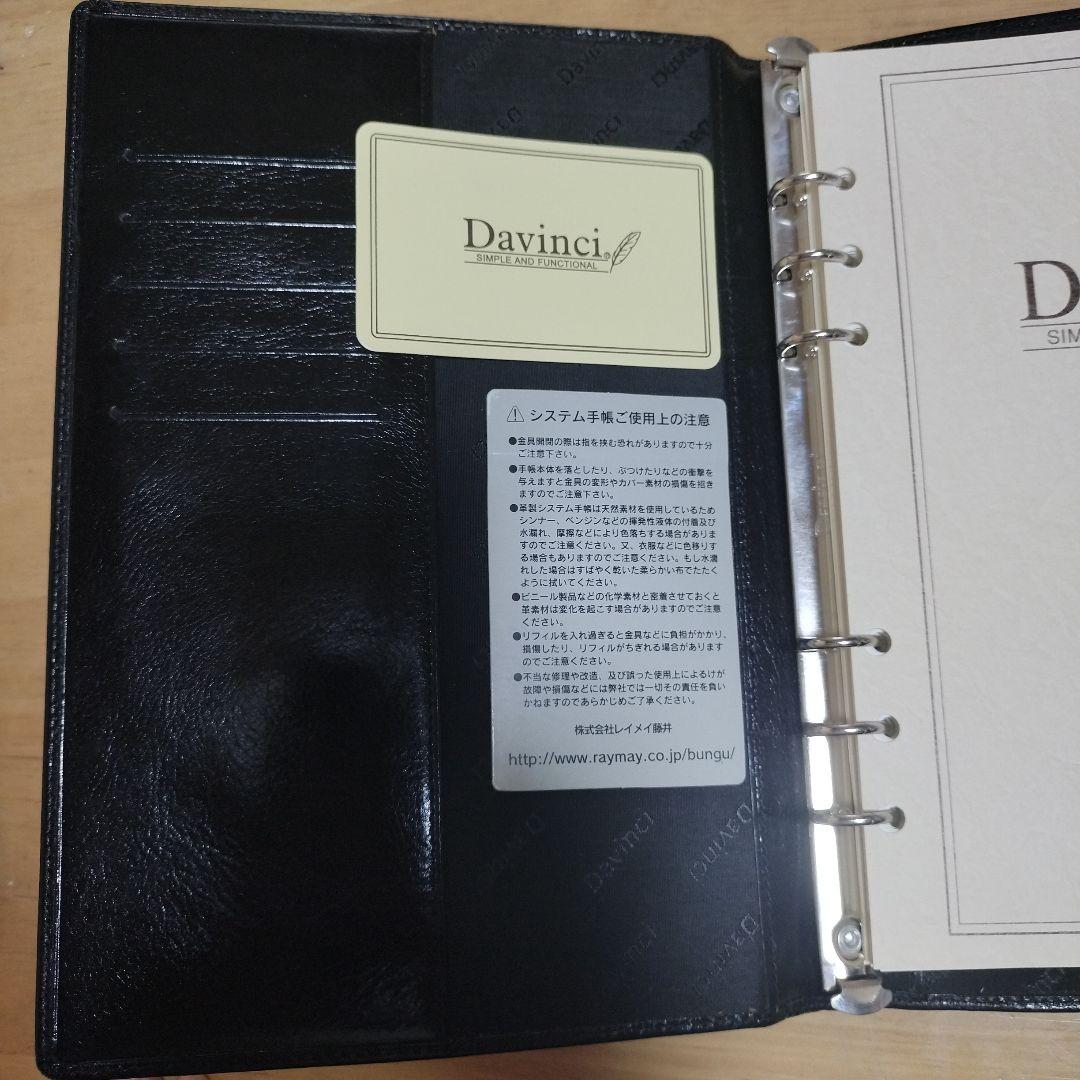 Davinci
Davinci
Davinci
Davinci
SIMPLE AND FUNCTIONAL
D
SIM
⚠ システム手帳ご使用上の注意
●金具開閉の際は指を挟む恐れがありますので十分
ご注意下さい。
●手帳本体を落としたり、ぶつけたりなどの衝撃を
与えますと金具の変形やカバー素材の損傷を招き
ますのでご注意下さい。
●革製システム手帳は天然素材を使用しているため
シンナー、ベンジンなどの揮発性液体の付着及び
水漏れ、摩擦などにより色落ちする場合がありま
すのでご注意ください。又、衣服などに色移りす
る場合もありますのでご注意ください。もし水濡
れした場合はすばやく乾いた柔らかい布でたたく
ように拭いてください。
●ビニール製品などの化学素材と密着させておくと
革素材は変化を起こす場合がありますのでご注意
ください。
●リフィルを入れ過ぎると金具などに負担がかかり、
損傷したり、リフィルがちぎれる場合があります
のでご注意ください。
●不当な修理や改造、及び誤った使用上によるけが
故障や損傷などには弊社では一切その責任を負い
かねますのであらかじめご了承ください。
株式会社レイメイ藤井
http://www.raymay.co.jp/bungu/
Davinci
Davinci
Davinci